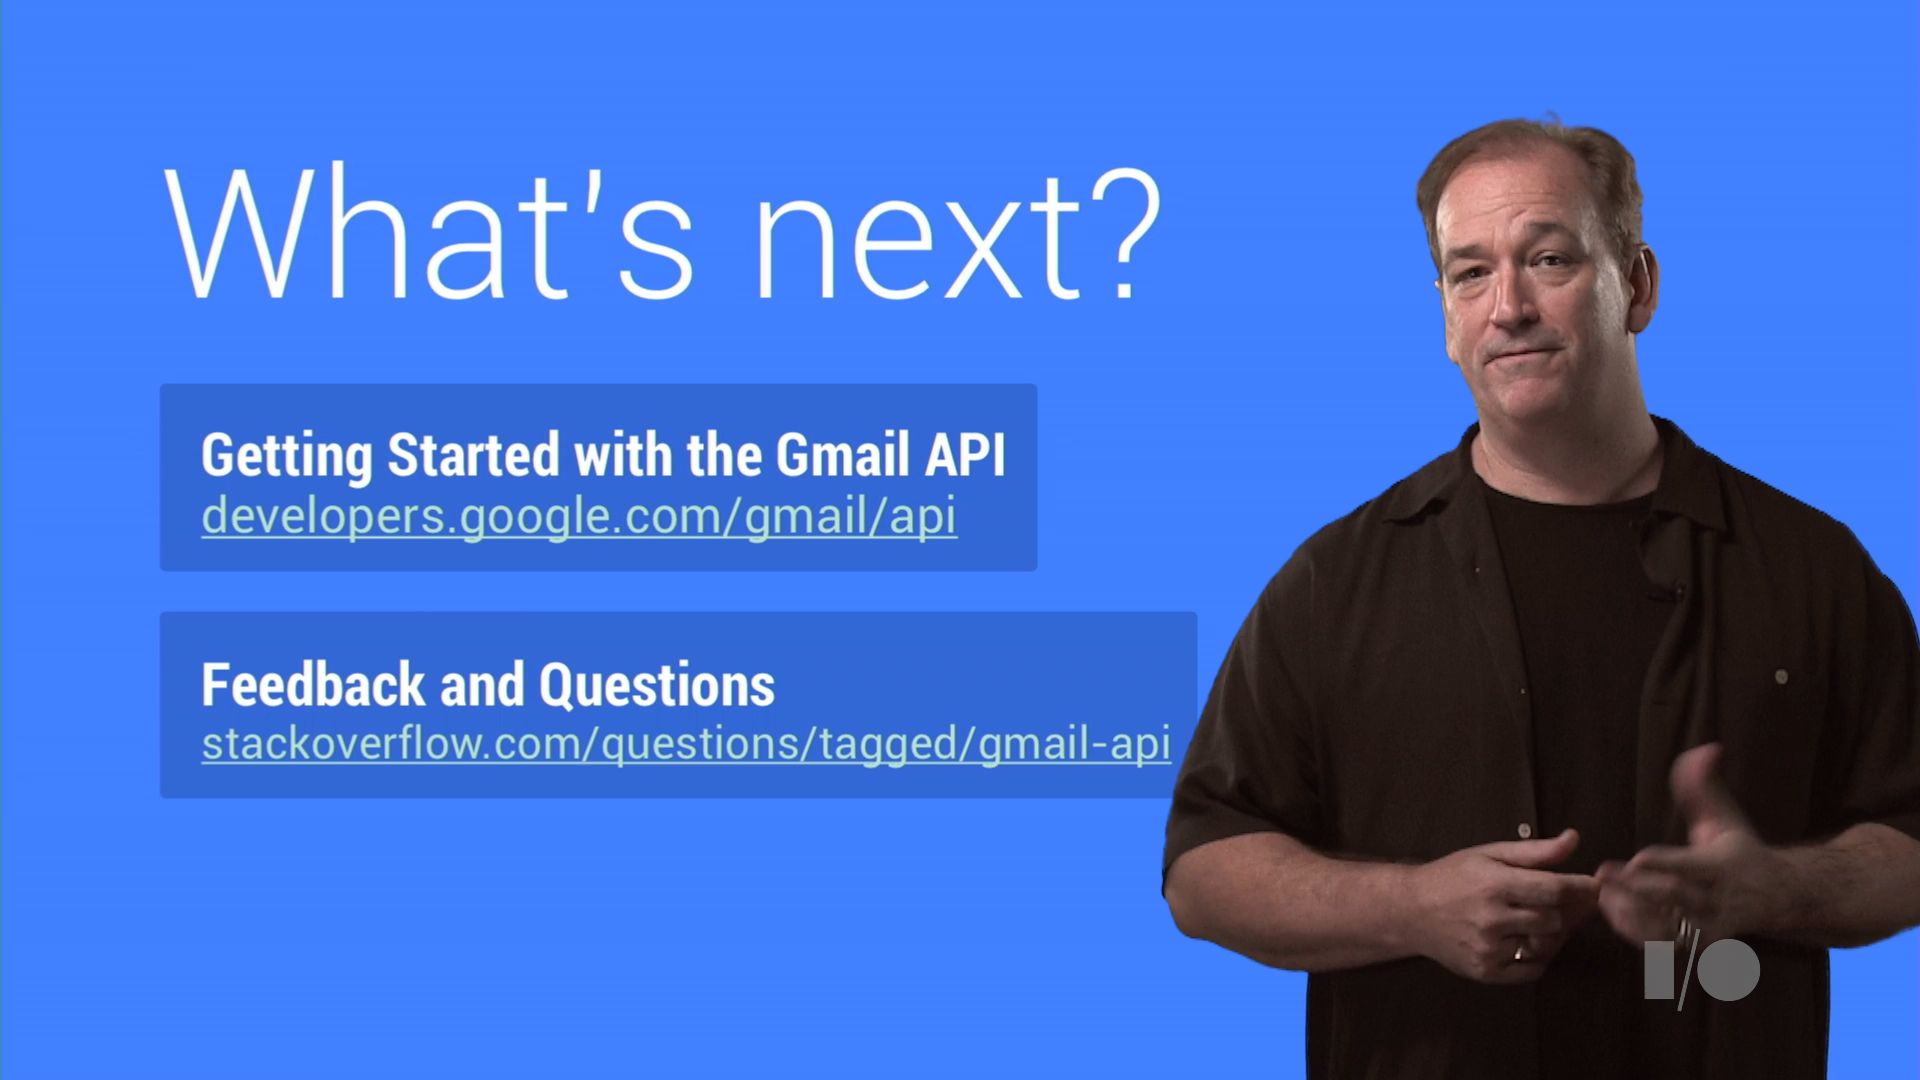 What's next?
Getting Started with the Gmail API
developers.google.com/gmail/api
Feedback and Questions
stackoverflow.com/questions/tagged/gmail-api
I/O